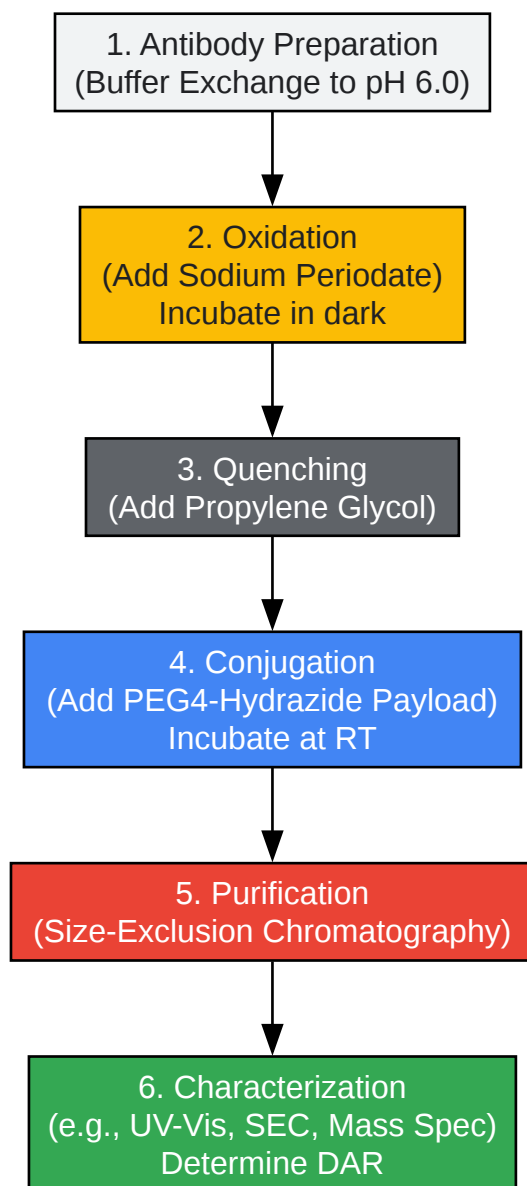 1. Antibody Preparation
(Buffer Exchange to pH 6.0)
2. Oxidation
(Add Sodium Periodate)
Incubate in dark
3. Quenching
(Add Propylene Glycol)
4. Conjugation
(Add PEG4-Hydrazide Payload)
Incubate at RT
5. Purification
(Size-Exclusion Chromatography)
6. Characterization
(e.g., UV-Vis, SEC, Mass Spec)
Determine DAR